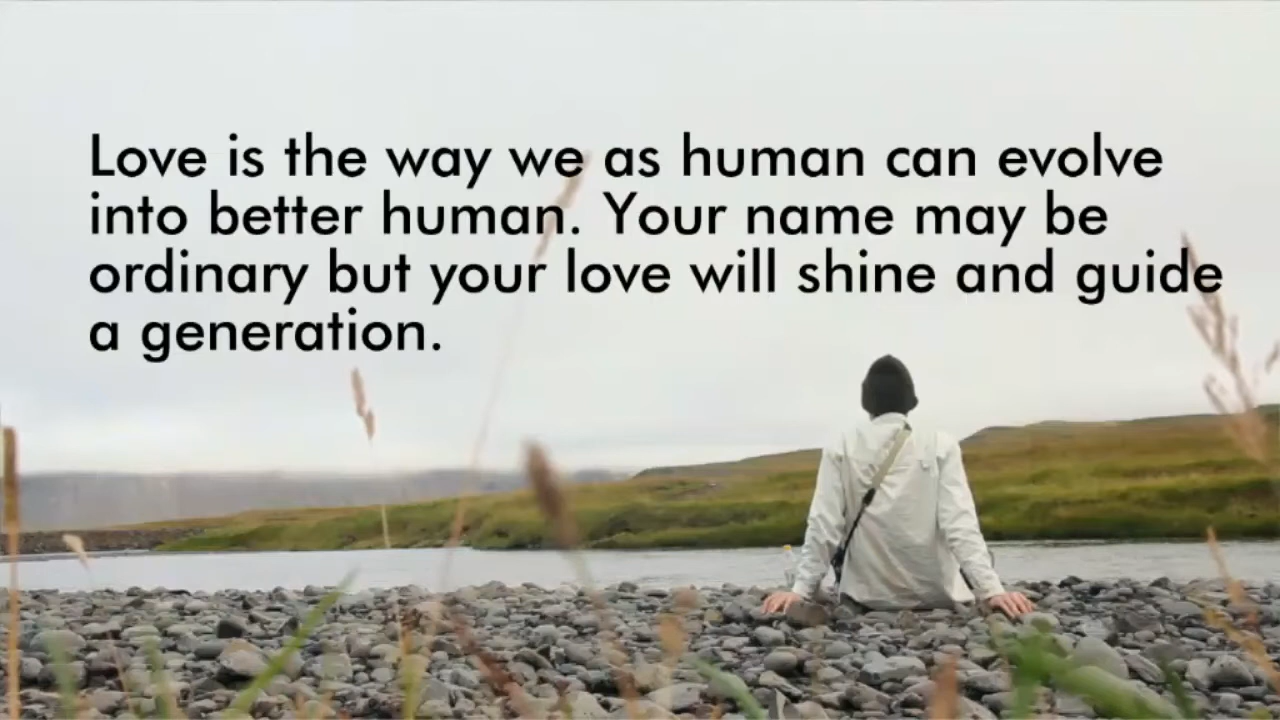 Love is the way we as human can evolve
into better human. Your name may be
ordinary but your love will shine and guide
a generation.